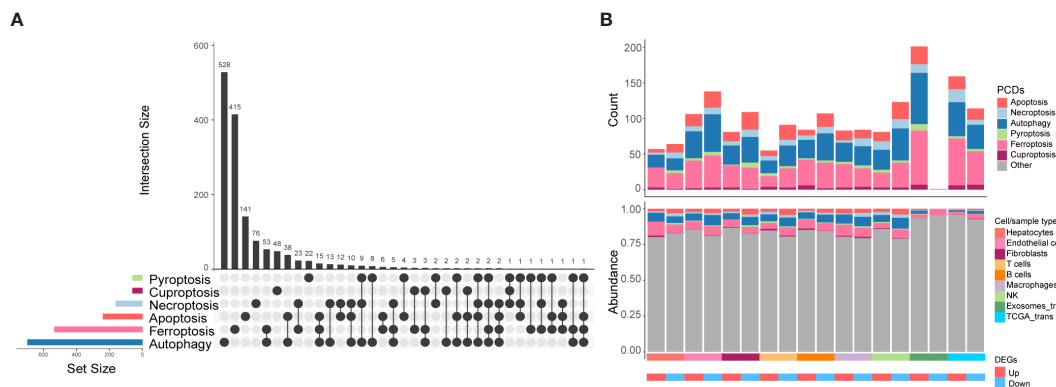 A
B
Intersection Size
600
400
200
0
528
415
141
76
53
48
38
23
22
15
13
12
10
9
8
6
5
4
3
3
2
2
2
2
2
2
2
1
1
1
1
1
1
1
1
Pyroptosis
Cuproptosis
Necroptosis
Apoptosis
Ferroptosis
Autophagy
600
400
200
0
Set Size
Count
200
150
100
50
0
PCDs
Apoptosis
Necroptosis
Autophagy
Pyroptosis
Ferroptosis
Cuproptosis
Other
Abundance
1.00
0.75
0.50
0.25
0.00
Cell/sample type
Hepatocytes
Endothelial c
Fibroblasts
T cells
B cells
Macrophages
NK
Exosomes_tra
TCGA_trans
DEGs
Up
Down